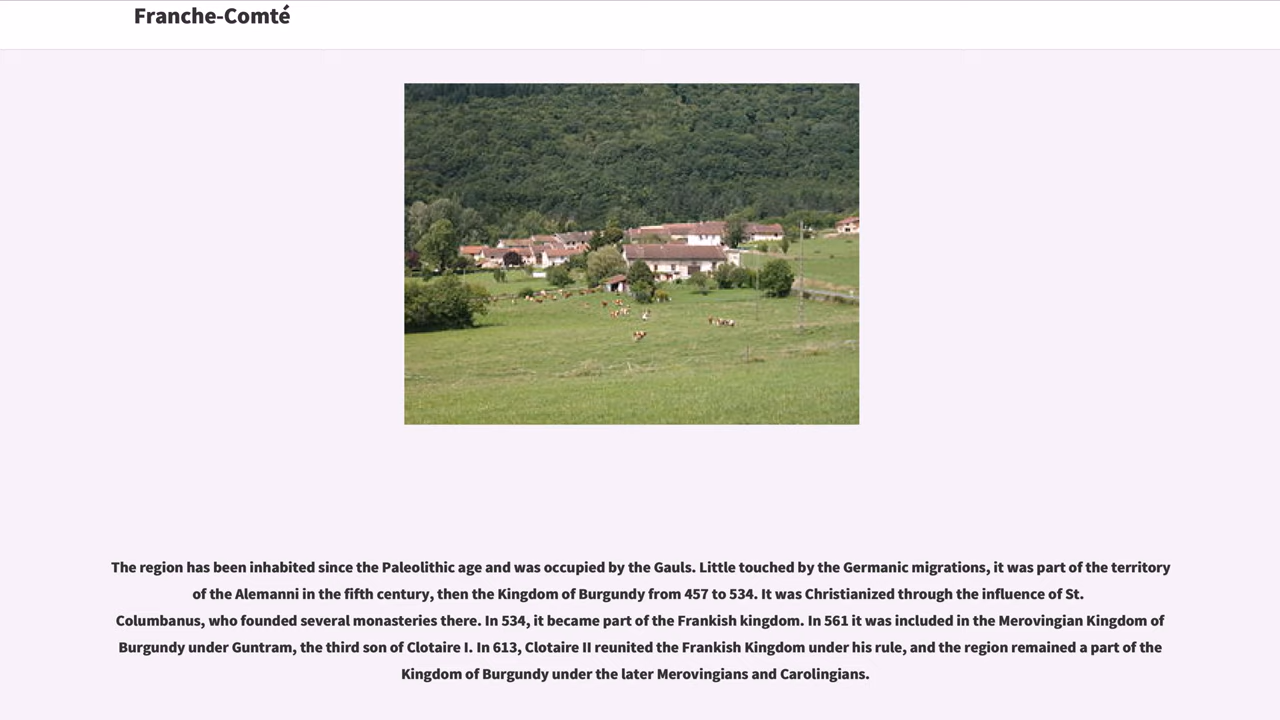 Franche-Comté
The region has been inhabited since the Paleolithic age and was occupied by the Gauls. Little touched by the Germanic migrations, it was part of the territory
of the Alemanni in the fifth century, then the Kingdom of Burgundy from 457 to 534. It was Christianized through the influence of St.
Columbanus, who founded several monasteries there. In 534, it became part of the Frankish kingdom. In 561 it was included in the Merovingian Kingdom of
Burgundy under Guntram, the third son of Clotaire I. In 613, Clotaire II reunited the Frankish Kingdom under his rule, and the region remained a part of the
Kingdom of Burgundy under the later Merovingians and Carolingians.